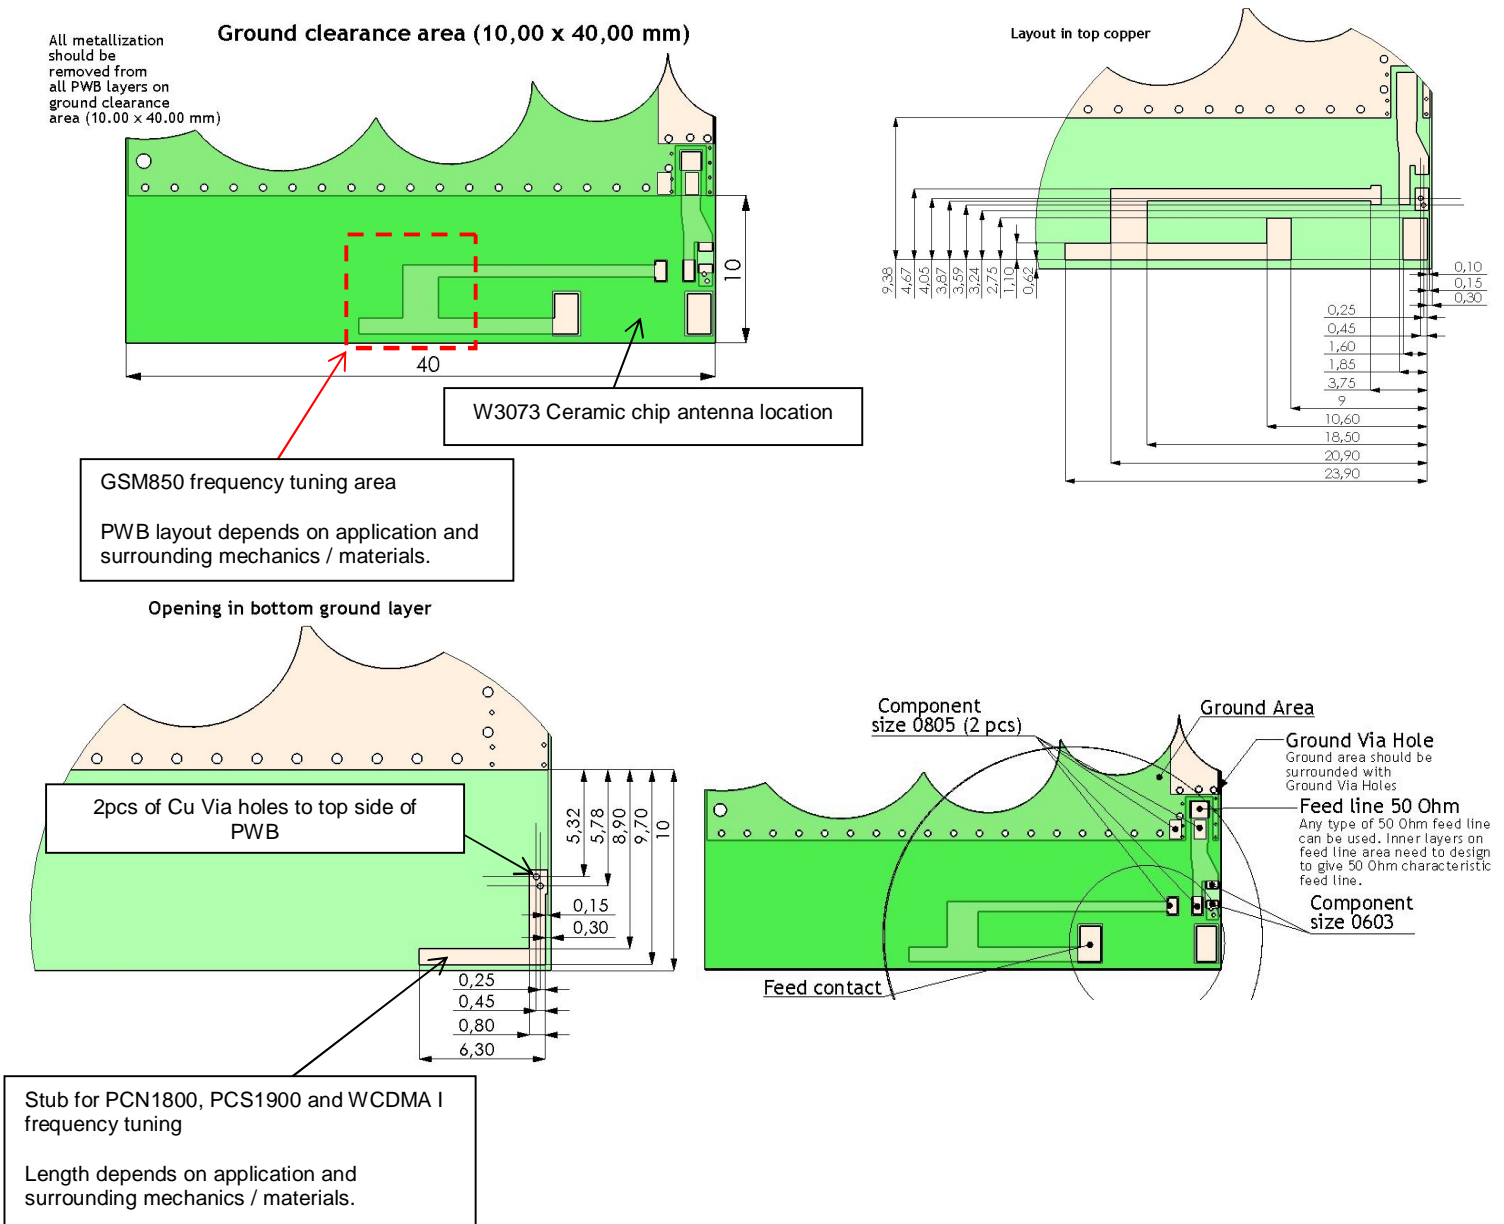 All metallization
should be
removed from
all PWB layers on
ground clearance
area (10.00 x 40.00 mm)
Ground clearance area (10,00 x 40,00 mm)
10
40
W3073 Ceramic chip antenna location
GSM850 frequency tuning area
PWB layout depends on application and
surrounding mechanics / materials.
Layout in top copper
9,38
4,67
4,05
3,87
3,59
3,24
2,75
1,10
0,62
0,10
0,15
0,30
0,25
0,45
1,60
1,85
3,75
9
10,60
18,50
20,90
23,90
Opening in bottom ground layer
2pcs of Cu Via holes to top side of
PWB
5,32
5,78
8,90
9,70
10
0,15
0,30
0,25
0,45
0,80
6,30
Stub for PCN1800, PCS1900 and WCDMA I
frequency tuning
Length depends on application and
surrounding mechanics / materials.
Component
size 0805 (2 pcs)
Ground Area
Ground Via Hole
Ground area should be
surrounded with
Ground Via Holes
Feed line 50 Ohm
Any type of 50 Ohm feed line
can be used. Inner layers on
feed line area need to design
to give 50 Ohm characteristic
feed line.
Component
size 0603
Feed contact